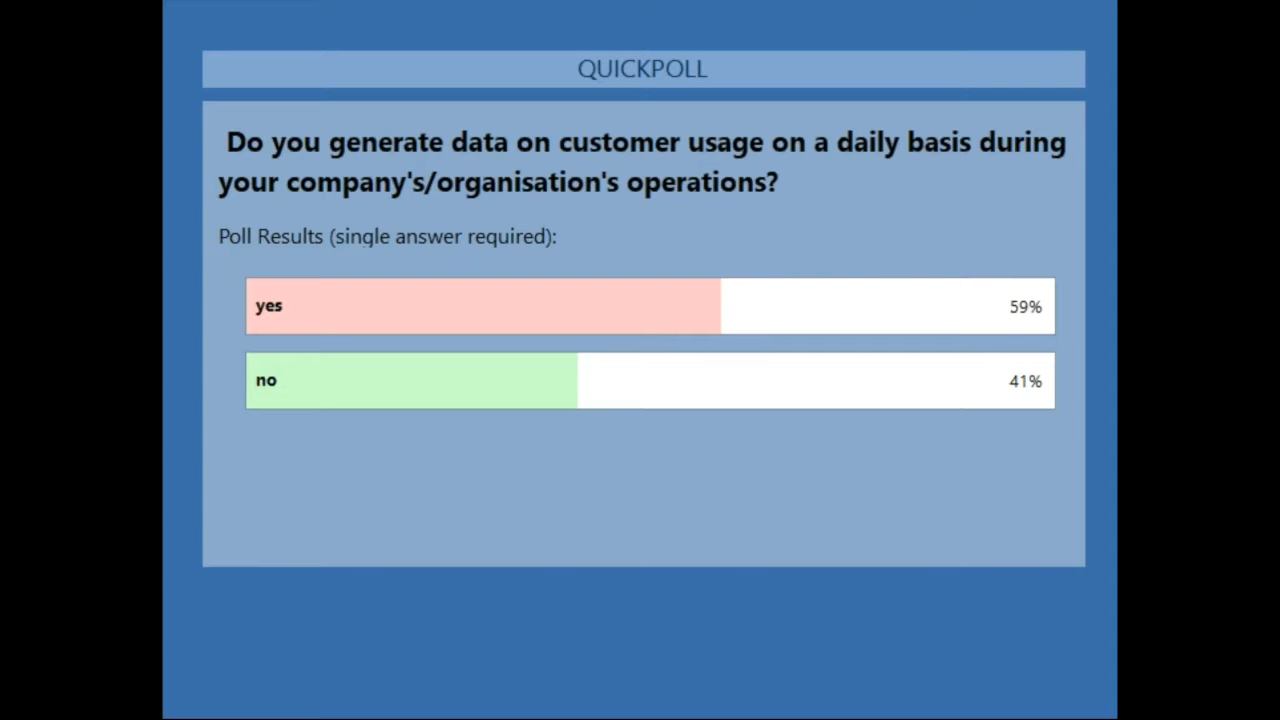 QUICKPOLL
Do you generate data on customer usage on a daily basis during
your company's/organisation's operations?
Poll Results (single answer required):
yes 59%
no 41%